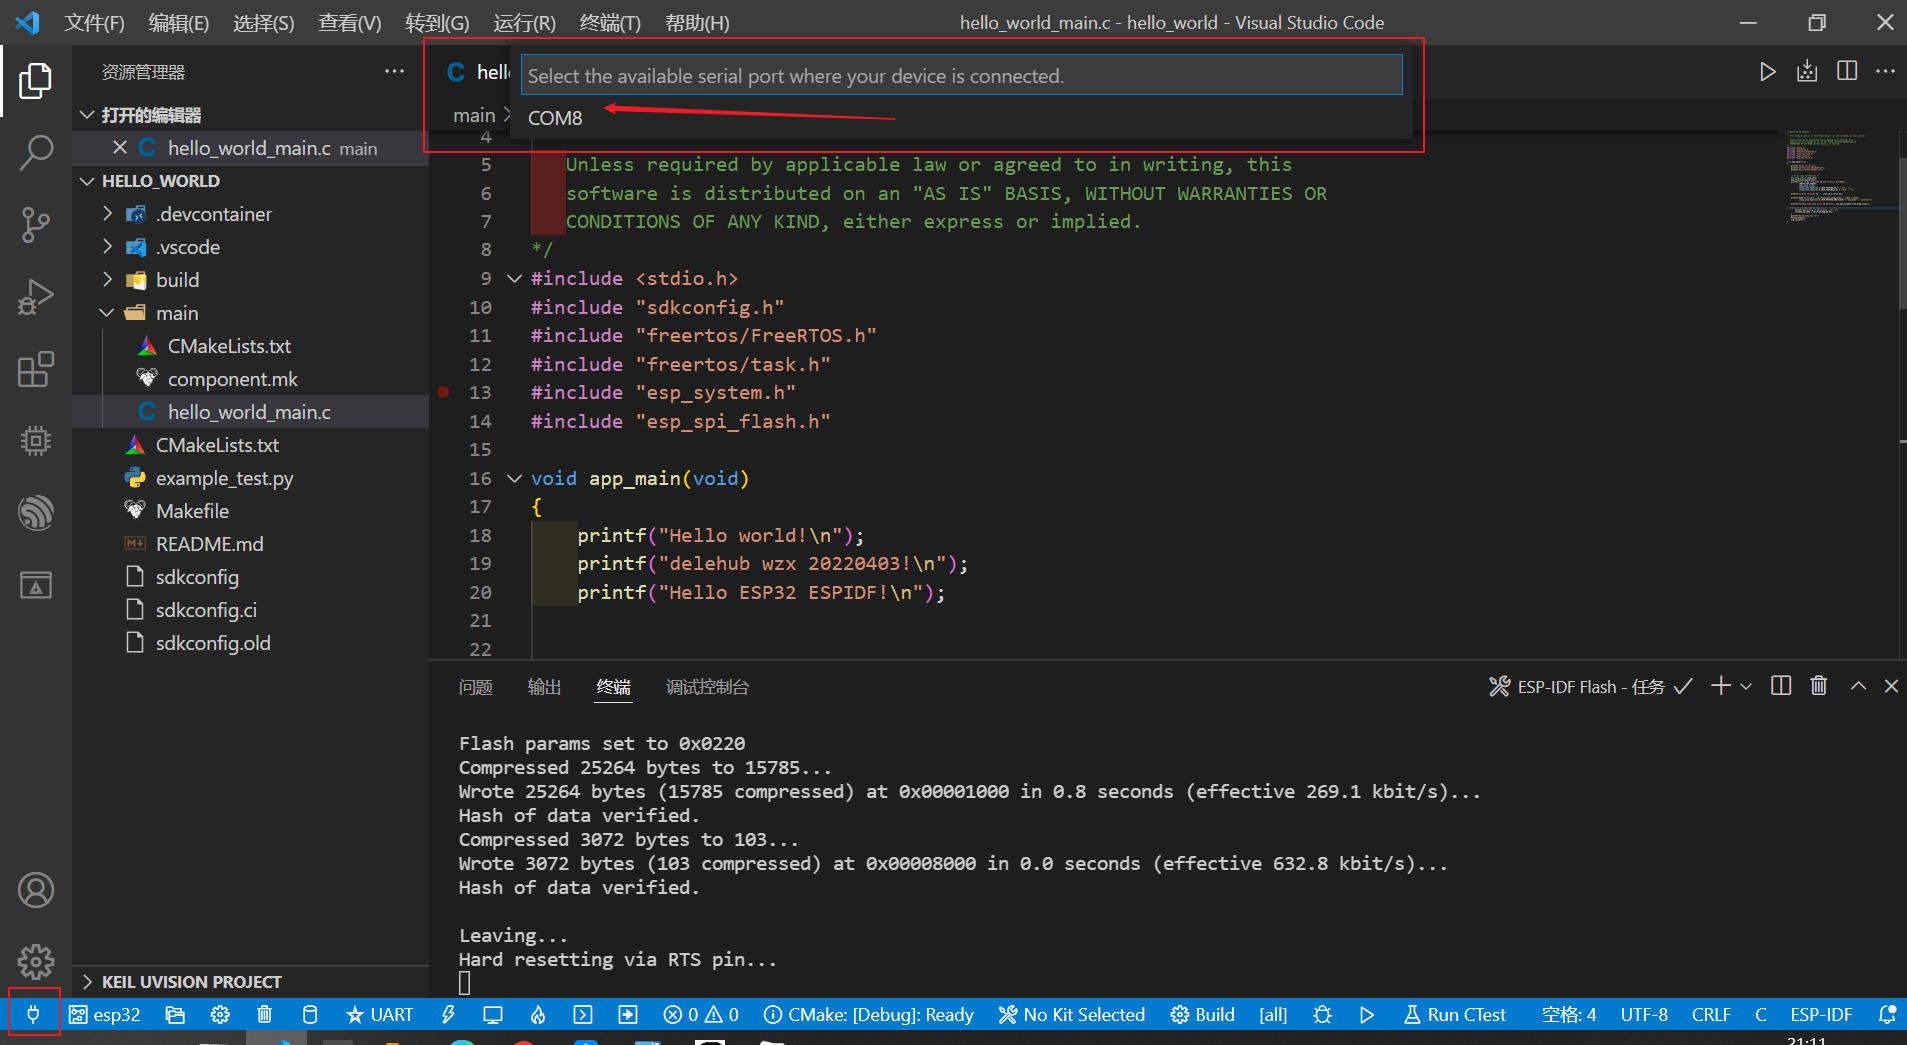 文件(F) 编辑(E) 选择(S) 查看(V) 转到(G) 运行(R) 终端(T) 帮助(H) hello_world_main.c - hello_world - Visual Studio Code
资源管理器
打开的编辑器
hello_world_main.c main
HELLO_WORLD
.devcontainer
.vscode
build
main
CMakeLists.txt
component.mk
hello_world_main.c
CMakeLists.txt
example_test.py
Makefile
README.md
sdkconfig
sdkconfig.ci
sdkconfig.old
KEIL UVISION PROJECT
hell
Select the available serial port where your device is connected.
main >
COM8
4
5 Unless required by applicable law or agreed to in writing, this
6 software is distributed on an "AS IS" BASIS, WITHOUT WARRANTIES OR
7 CONDITIONS OF ANY KIND, either express or implied.
8 */
9 #include <stdio.h>
10 #include "sdkconfig.h"
11 #include "freertos/FreeRTOS.h"
12 #include "freertos/task.h"
13 #include "esp_system.h"
14 #include "esp_spi_flash.h"
15
16 void app_main(void)
17 {
18 printf("Hello world!\n");
19 printf("delehub wzx 20220403!\n");
20 printf("Hello ESP32 ESPIDF!\n");
21
22
问题 输出 终端 调试控制台 ESP-IDF Flash - 任务
Flash params set to 0x0220
Compressed 25264 bytes to 15785...
Wrote 25264 bytes (15785 compressed) at 0x00001000 in 0.8 seconds (effective 269.1 kbit/s)...
Hash of data verified.
Compressed 3072 bytes to 103...
Wrote 3072 bytes (103 compressed) at 0x00008000 in 0.0 seconds (effective 632.8 kbit/s)...
Hash of data verified.
Leaving...
Hard resetting via RTS pin...
esp32 UART 0 0 CMake: [Debug]: Ready No Kit Selected Build [all] Run CTest 空格: 4 UTF-8 CRLF C ESP-IDF
21:11